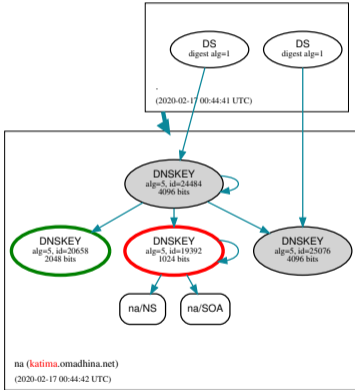 DS
digest alg=1
DS
digest alg=1
.
(2020-02-17 00:44:41 UTC)
DNSKEY
alg=5, id=24484
4096 bits
DNSKEY
alg=5, id=20658
2048 bits
DNSKEY
alg=5, id=19392
1024 bits
DNSKEY
alg=5, id=25076
4096 bits
na/NS
na/SOA
na (katima.omadhina.net)
(2020-02-17 00:44:42 UTC)